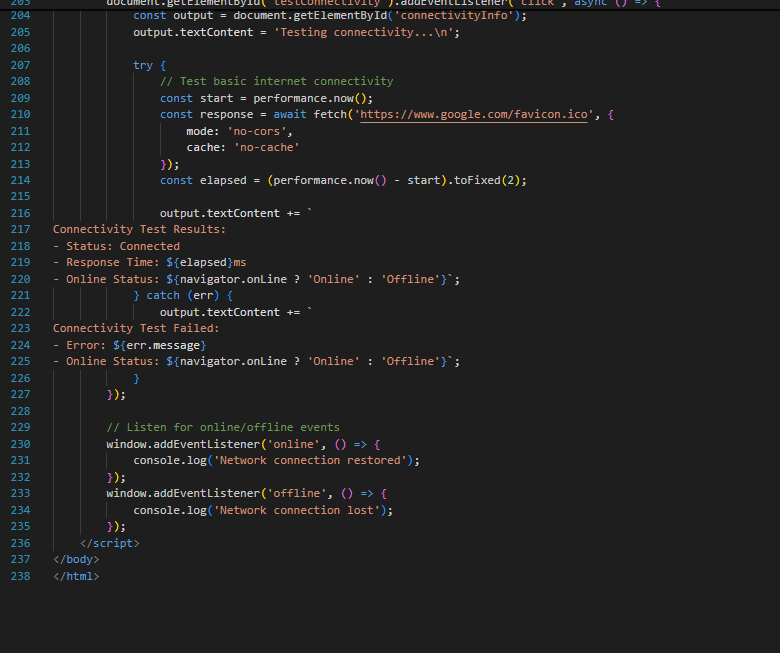 203 document.getElementById('testConnectivity').addEventListener('click', async () => {
204 const output = document.getElementById('connectivityInfo');
205 output.textContent = 'Testing connectivity...\n';
206
207 try {
208 // Test basic internet connectivity
209 const start = performance.now();
210 const response = await fetch('https://www.google.com/favicon.ico', {
211 mode: 'no-cors',
212 cache: 'no-cache'
213 });
214 const elapsed = (performance.now() - start).toFixed(2);
215
216 output.textContent += `
217 Connectivity Test Results:
218 - Status: Connected
219 - Response Time: ${elapsed}ms
220 - Online Status: ${navigator.onLine ? 'Online' : 'Offline'}`;
221 } catch (err) {
222 output.textContent += `
223 Connectivity Test Failed:
224 - Error: ${err.message}
225 - Online Status: ${navigator.onLine ? 'Online' : 'Offline'}`;
226 }
227 });
228
229 // Listen for online/offline events
230 window.addEventListener('online', () => {
231 console.log('Network connection restored');
232 });
233 window.addEventListener('offline', () => {
234 console.log('Network connection lost');
235 });
236 </script>
237 </body>
238 </html>